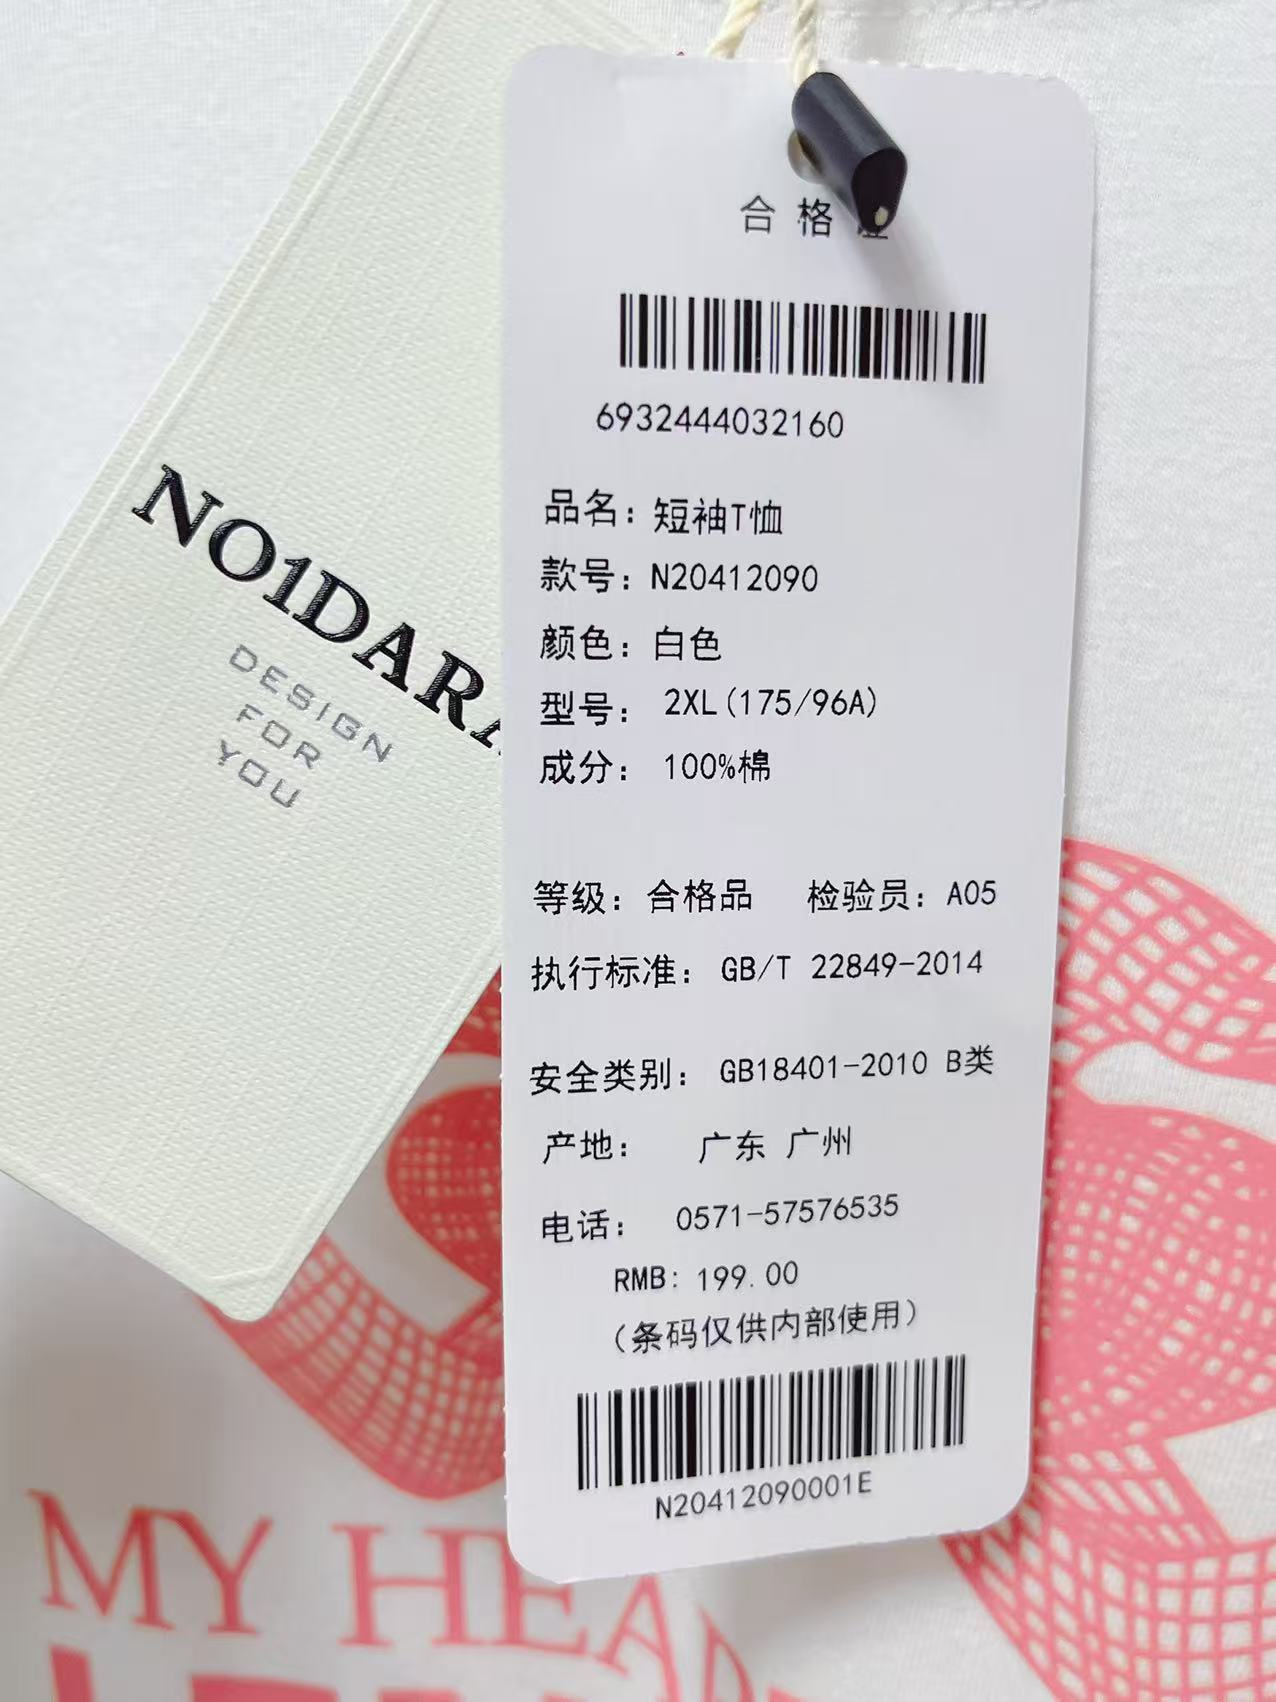 合格证
6932444032160
品名：短袖T恤
款号：N20412090
颜色：白色
型号： 2XL(175/96A)
成分： 100%棉
等级：合格品 检验员：A05
执行标准： GB/T 22849-2014
安全类别： GB18401-2010 B类
产地： 广东 广州
电话： 0571-57576535
RMB: 199.00
（条码仅供内部使用）
N20412090001E
NO1DARA
DESIGN
FOR
YOU
MY HEA